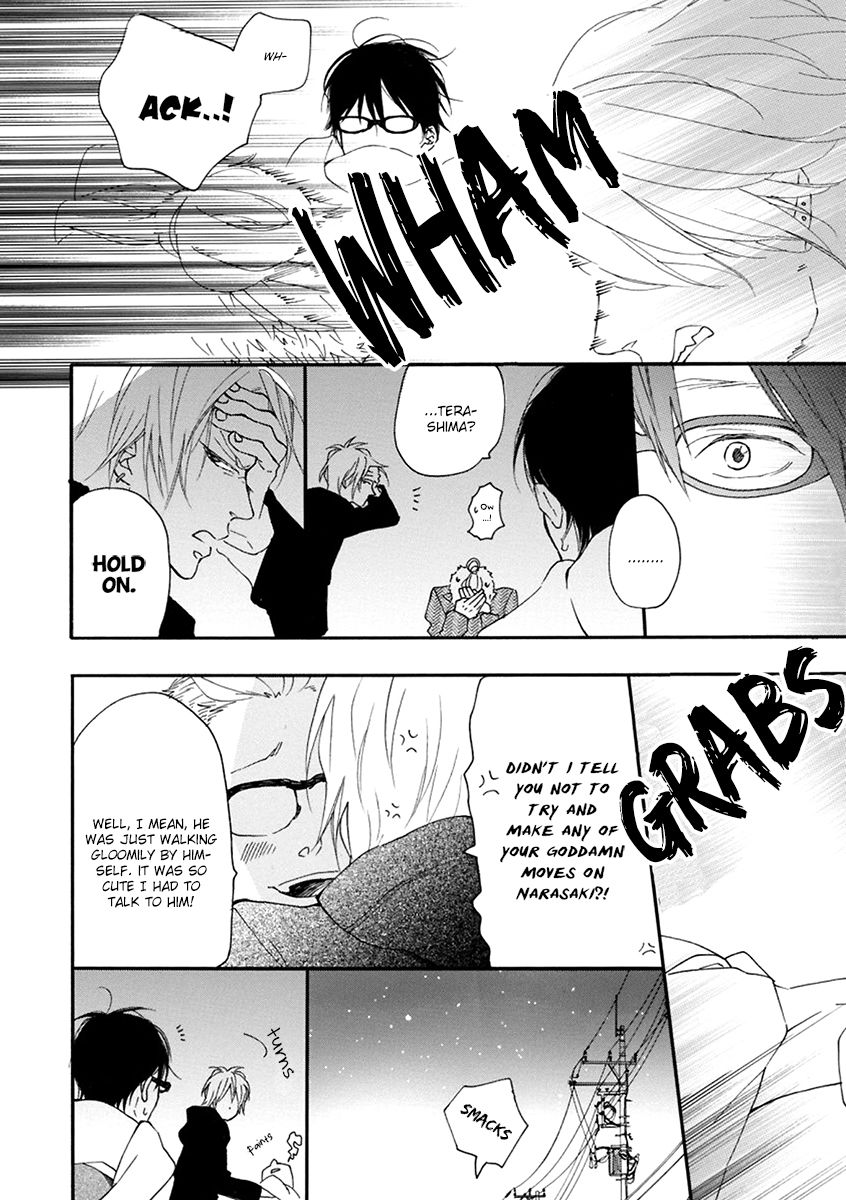 WH-
ACK..!
WHAM
........
...TERA-
SHIMA?
OW
...!
HOLD
ON.
GRABS
DIDN'T I TELL
YOU NOT TO
TRY AND
MAKE ANY OF
YOUR GODDAMN
MOVES ON
NARASAKI?!
WELL, I MEAN, HE
WAS JUST WALKING
GLOOMILY BY HIM-
SELF. IT WAS SO
CUTE I HAD TO
TALK TO HIM!
SMACKS
turns
faints